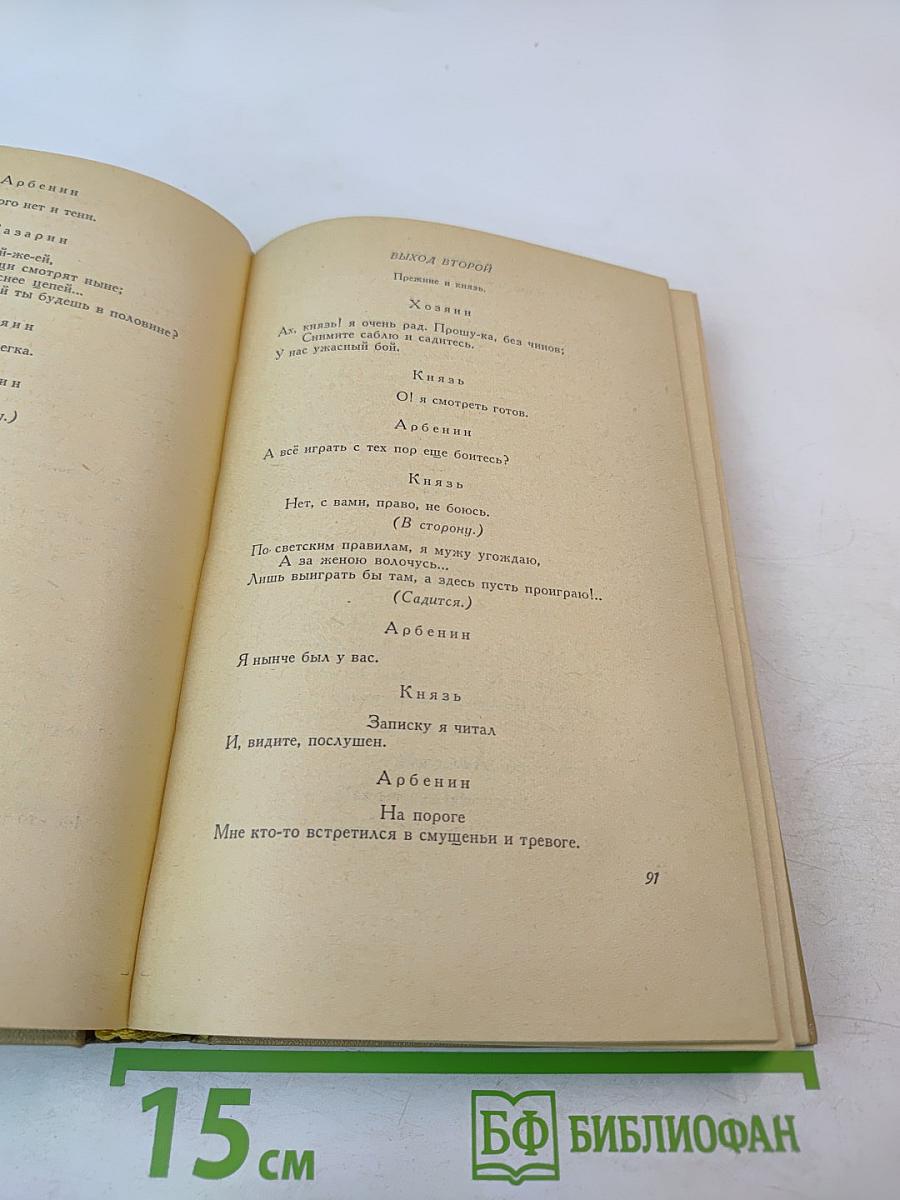 Арбенин
ого нет и тени.
азарин
й-же-ей,
щи смотрят ныне;
снее цепей...
й ты будешь в половине?
яин
егка.
ин
у.)
ВЫХОД ВТОРОЙ
Прежние и князь.
Хозяин
Ах, князь! я очень рад. Прошу-ка, без чинов;
Снимите саблю и садитесь.
У нас ужасный бой.
Князь
О! я смотреть готов.
Арбенин
А всё играть с тех пор еще боитесь?
Князь
Нет, с вами, право, не боюсь.
(В сторону.)
По светским правилам, я мужу угождаю,
А за женою волочусь...
Лишь выиграть бы там, а здесь пусть проиграю!..
(Садится.)
Арбенин
Я нынче был у вас.
Князь
Записку я читал
И, видите, послушен.
Арбенин
На пороге
Мне кто-то встретился в смущеньи и тревоге.
91
15 см
БФ БИБЛИОФАН